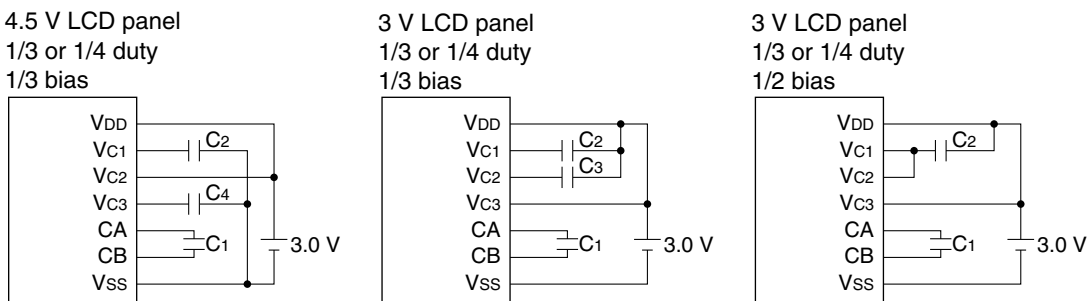 4.5 V LCD panel
1/3 or 1/4 duty
1/3 bias
VDD
VC1
C2
VC2
VC3
C4
CA
C1
3.0 V
CB
VSS
3 V LCD panel
1/3 or 1/4 duty
1/3 bias
VDD
VC1
C2
VC2
C3
VC3
CA
C1
3.0 V
CB
VSS
3 V LCD panel
1/3 or 1/4 duty
1/2 bias
VDD
VC1
C2
VC2
VC3
CA
C1
3.0 V
CB
VSS